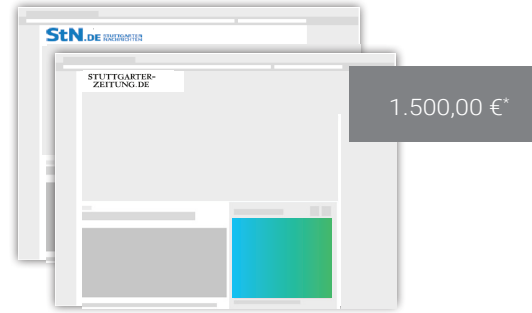 StN.DE STUTTGARTER
NACHRICHTEN
STUTTGARTER-
ZEITUNG.DE
1.500,00 €*